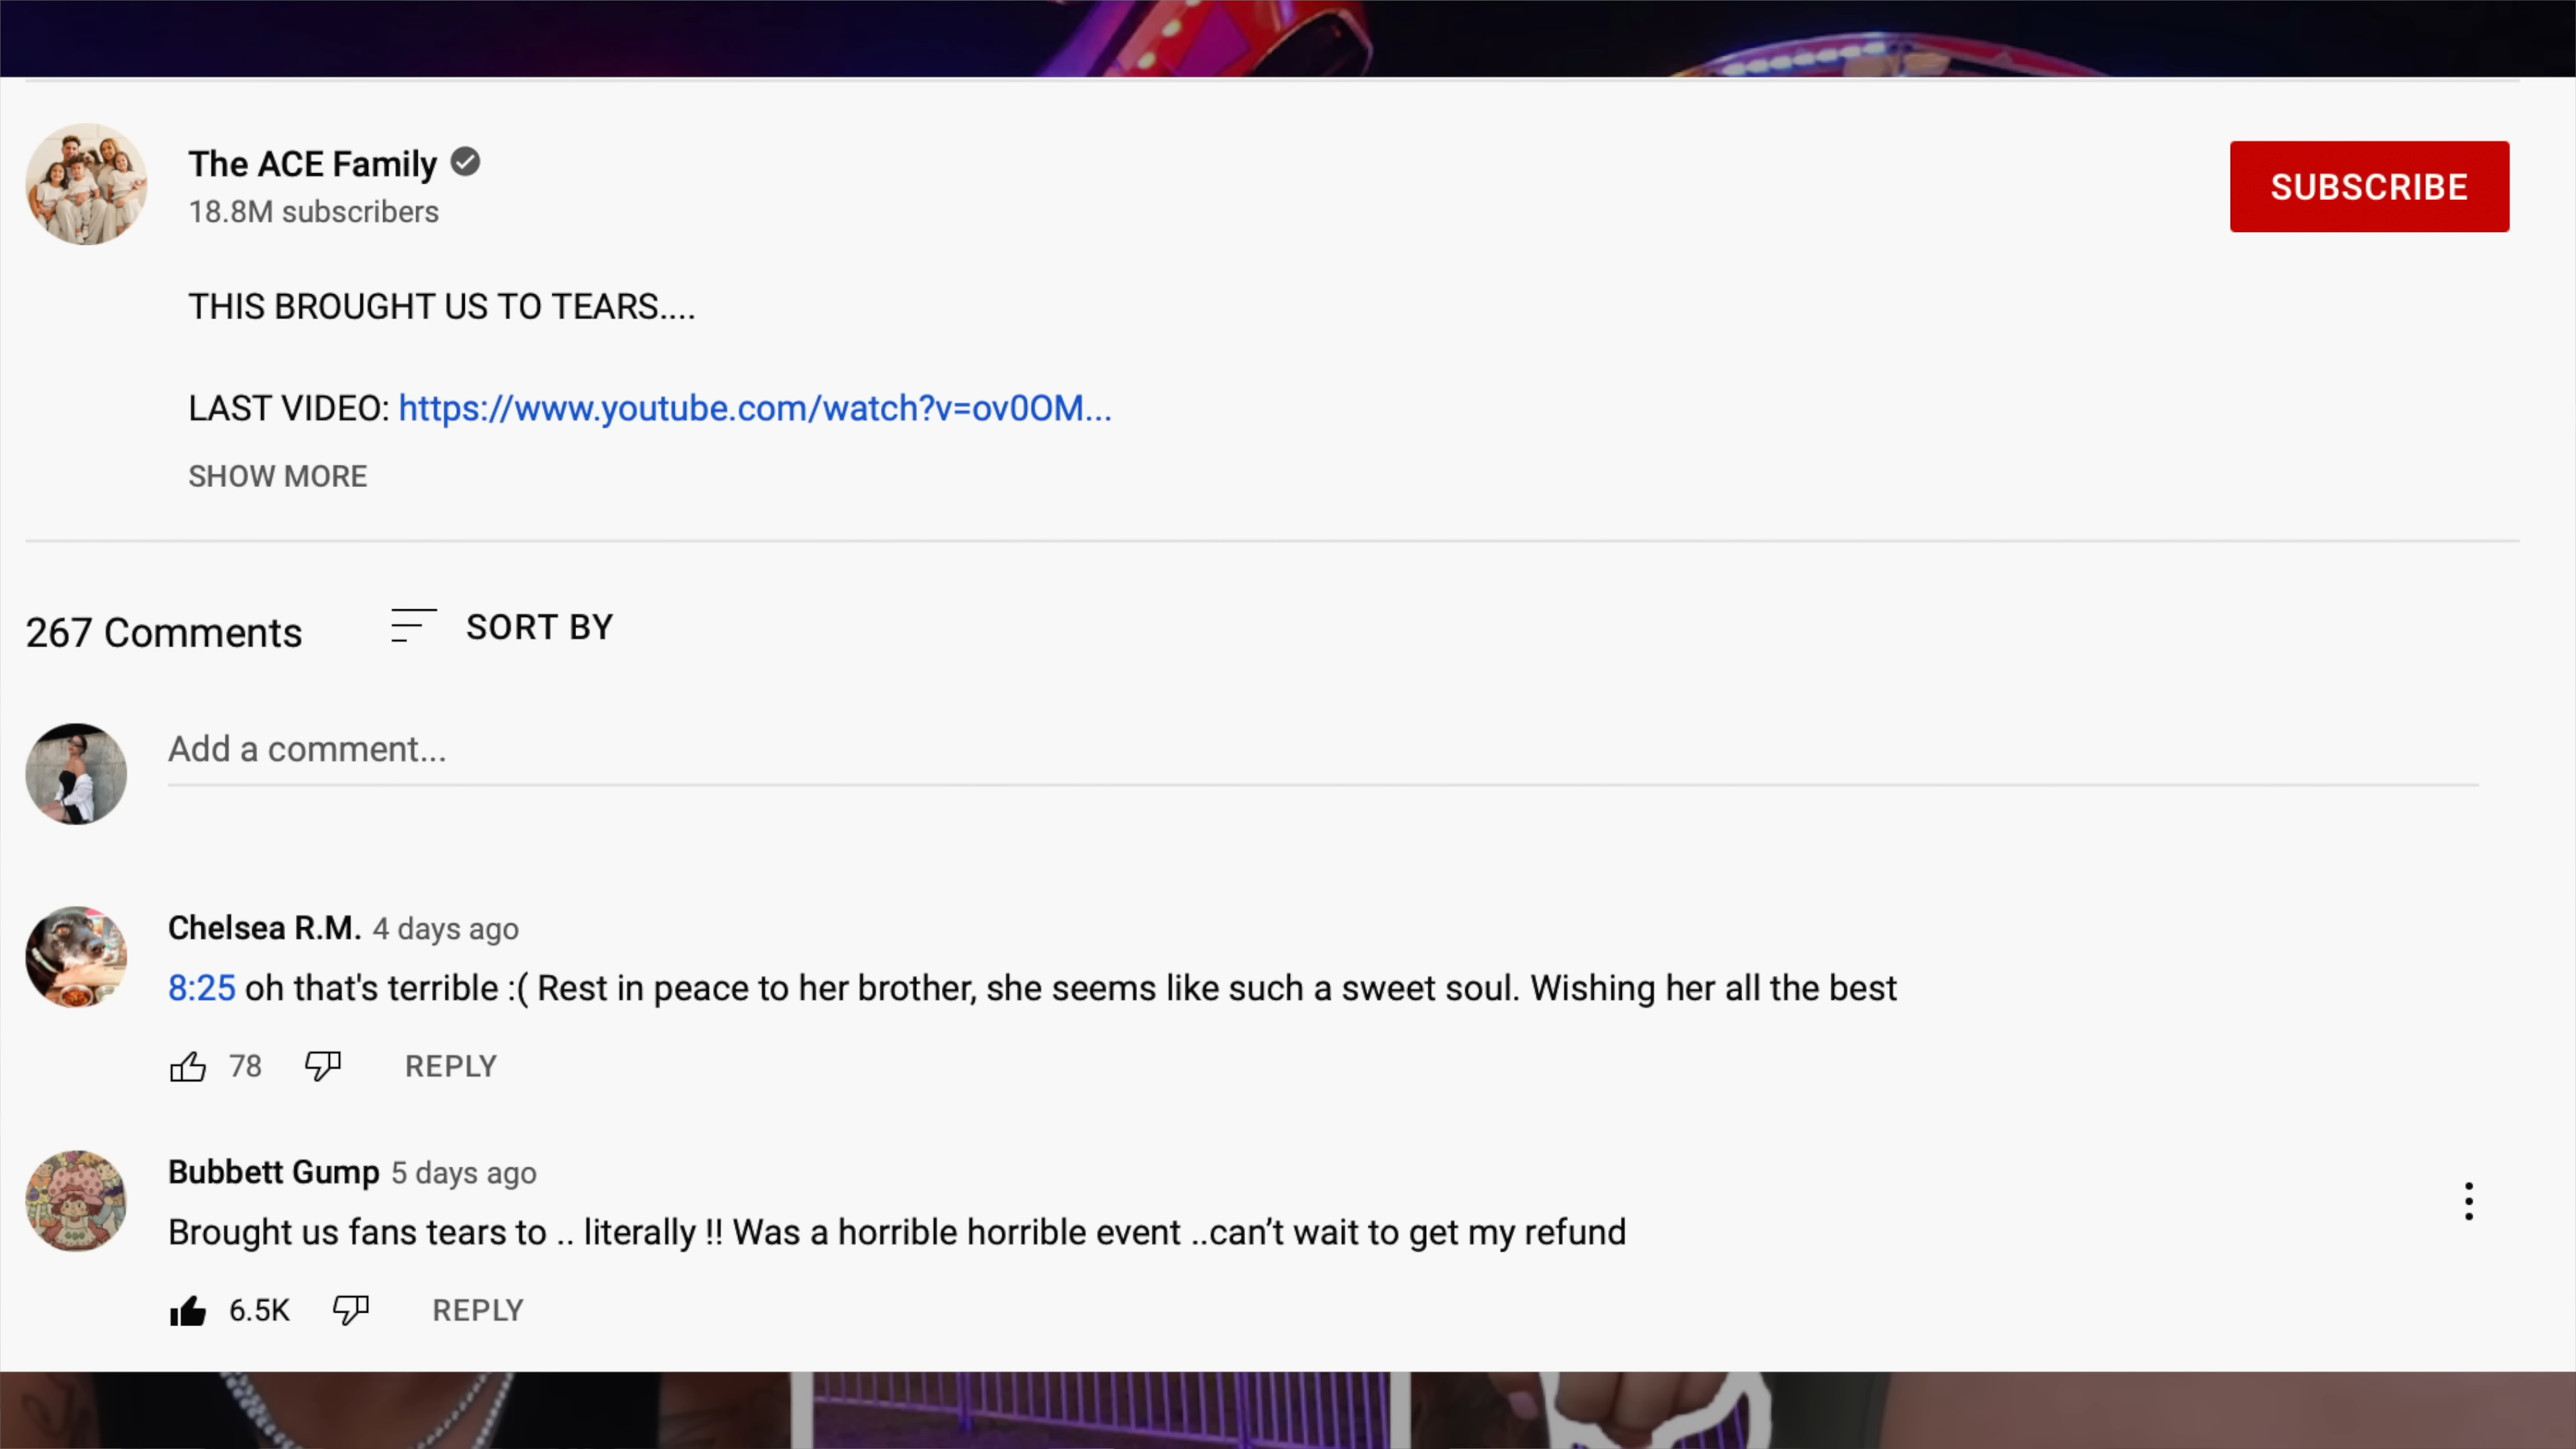 The ACE Family
18.8M subscribers
SUBSCRIBE
THIS BROUGHT US TO TEARS....
LAST VIDEO: https://www.youtube.com/watch?v=ov0OM...
SHOW MORE
267 Comments
SORT BY
Add a comment...
Chelsea R.M. 4 days ago
8:25 oh that's terrible :( Rest in peace to her brother, she seems like such a sweet soul. Wishing her all the best
78 REPLY
Bubbett Gump 5 days ago
Brought us fans tears to .. literally !! Was a horrible horrible event ..can’t wait to get my refund
6.5K REPLY